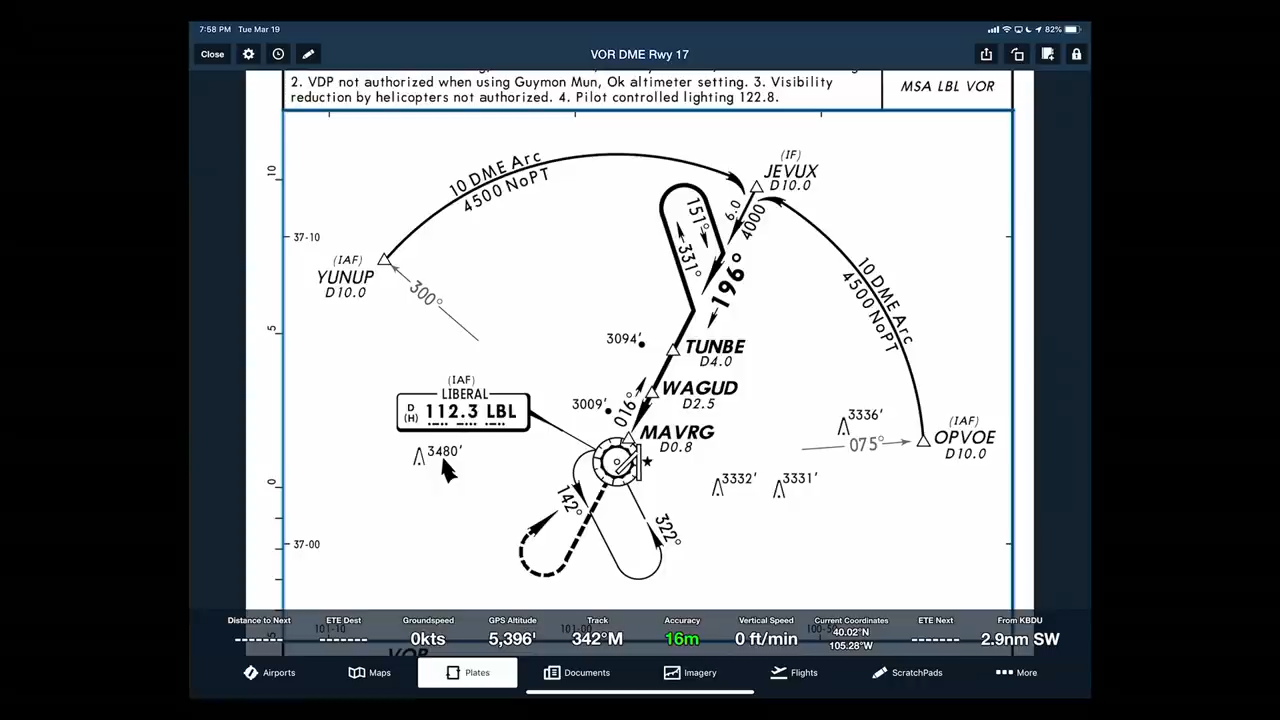 7:58 PM Tue Mar 19
82%
Close
VOR DME Rwy 17
2. VDP not authorized when using Guymon Mun, Ok altimeter setting. 3. Visibility
reduction by helicopters not authorized. 4. Pilot controlled lighting 122.8.
MSA LBL VOR
10 DME Arc
4500 NoPT
(IF)
JEVUX
D10.0
10
151°
6.0
4000
37-10
331°
196°
(IAF)
YUNUP
D10.0
300°
10 DME Arc
4500 NoPT
5
3094'
TUNBE
D4.0
(IAF)
LIBERAL
D
(H)
112.3 LBL
016°
WAGUD
D2.5
3009'
MAVRG
D0.8
3336'
075°
(IAF)
OPVOE
D10.0
3480'
3332'
3331'
0
142°
322°
37-00
101-10
101-00
Distance to Next
-------
ETE Dest
-------
Groundspeed
0kts
GPS Altitude
5,396'
Track
342°M
Accuracy
16m
Vertical Speed
0 ft/min
Current Coordinates
40.02°N
105.28°W
ETE Next
-------
From KBDU
2.9nm SW
Airports
Maps
Plates
Documents
Imagery
Flights
ScratchPads
More